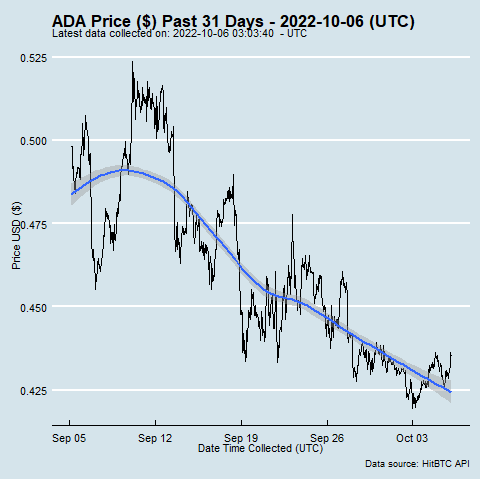 ADA Price ($) Past 31 Days - 2022-10-06 (UTC)
Latest data collected on: 2022-10-06 03:03:40 - UTC
0.525
0.500
0.475
0.450
0.425
Price USD ($)
Sep 05
Sep 12
Sep 19
Sep 26
Oct 03
Date Time Collected (UTC)
Data source: HitBTC API